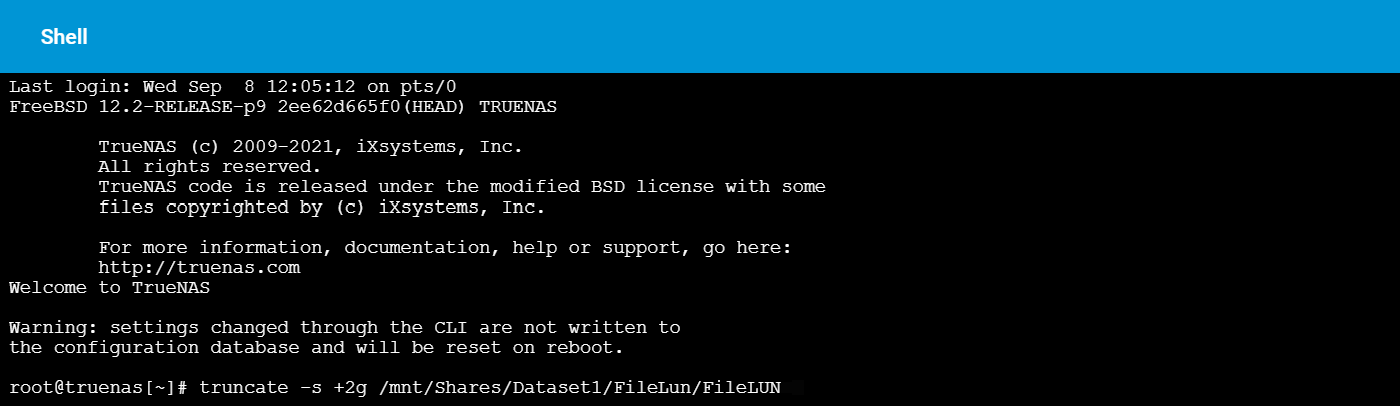 Shell
Last login: Wed Sep  8 12:05:12 on pts/0
FreeBSD 12.2-RELEASE-p9 2ee62d665f0(HEAD) TRUENAS
TrueNAS (c) 2009-2021, iXsystems, Inc.
All rights reserved.
TrueNAS code is released under the modified BSD license with some
files copyrighted by (c) iXsystems, Inc.
For more information, documentation, help or support, go here:
http://truenas.com
Welcome to TrueNAS
Warning: settings changed through the CLI are not written to
the configuration database and will be reset on reboot.
root@truenas[~]# truncate -s +2g /mnt/Shares/Dataset1/FileLun/FileLUN